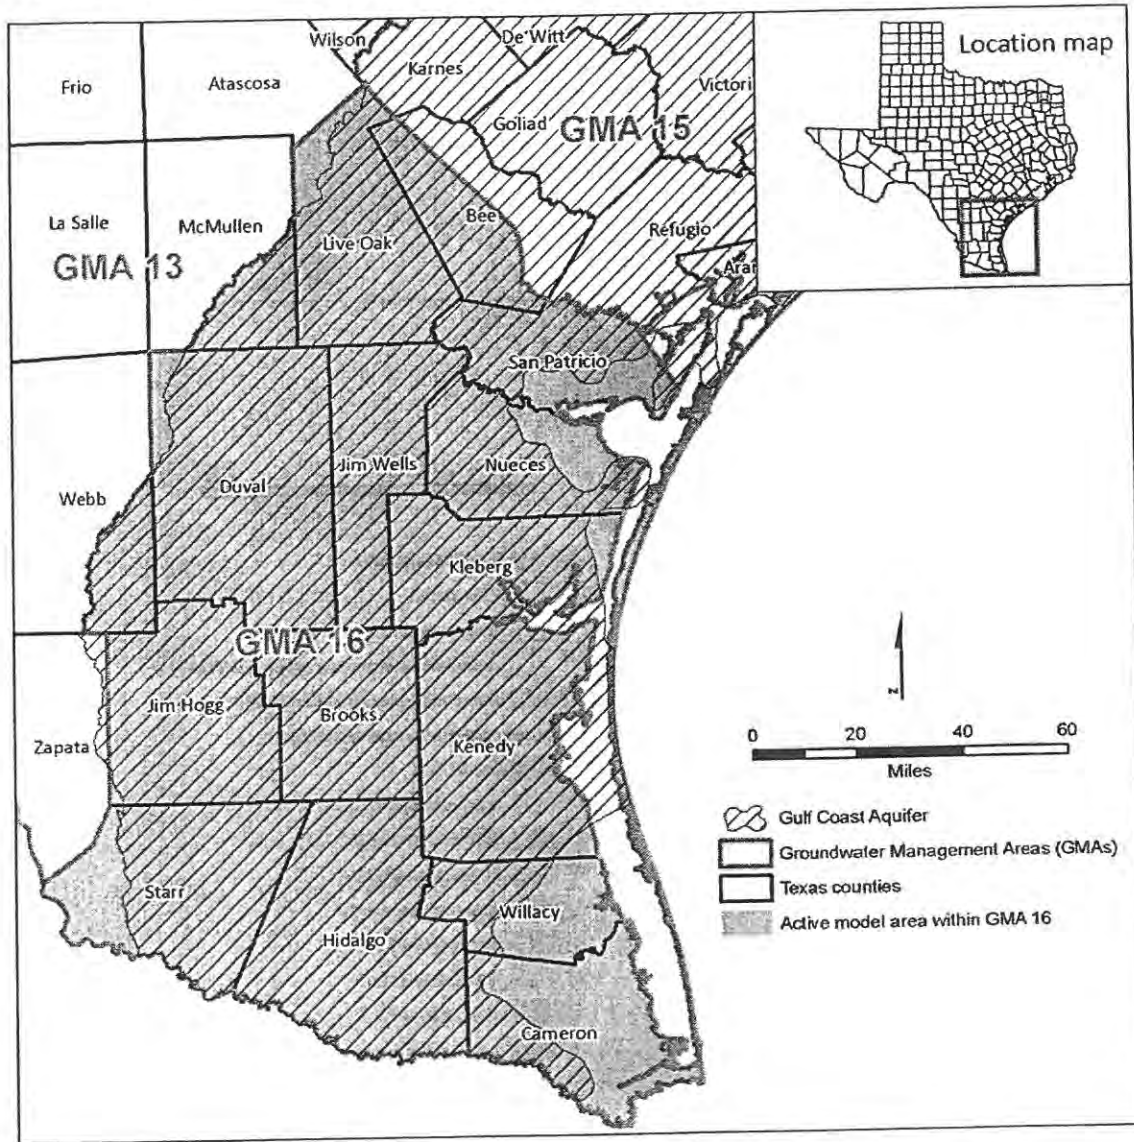 Location map
Wilson
De Witt
Karnes
Frio
Atascosa
Victori
Goliad
GMA 15
La Salle
McMullen
Bee
Live Oak
Refugio
Aran
GMA 13
San Patricio
Jim Wells
Nueces
Webb
Duval
Kleberg
GMA 16
Jim Hogg
Brooks
Zapata
Kenedy
z
0 20 40 60
Miles
Gulf Coast Aquifer
Groundwater Management Areas (GMAs)
Texas counties
Active model area within GMA 16
Starr
Willacy
Hidalgo
Cameron